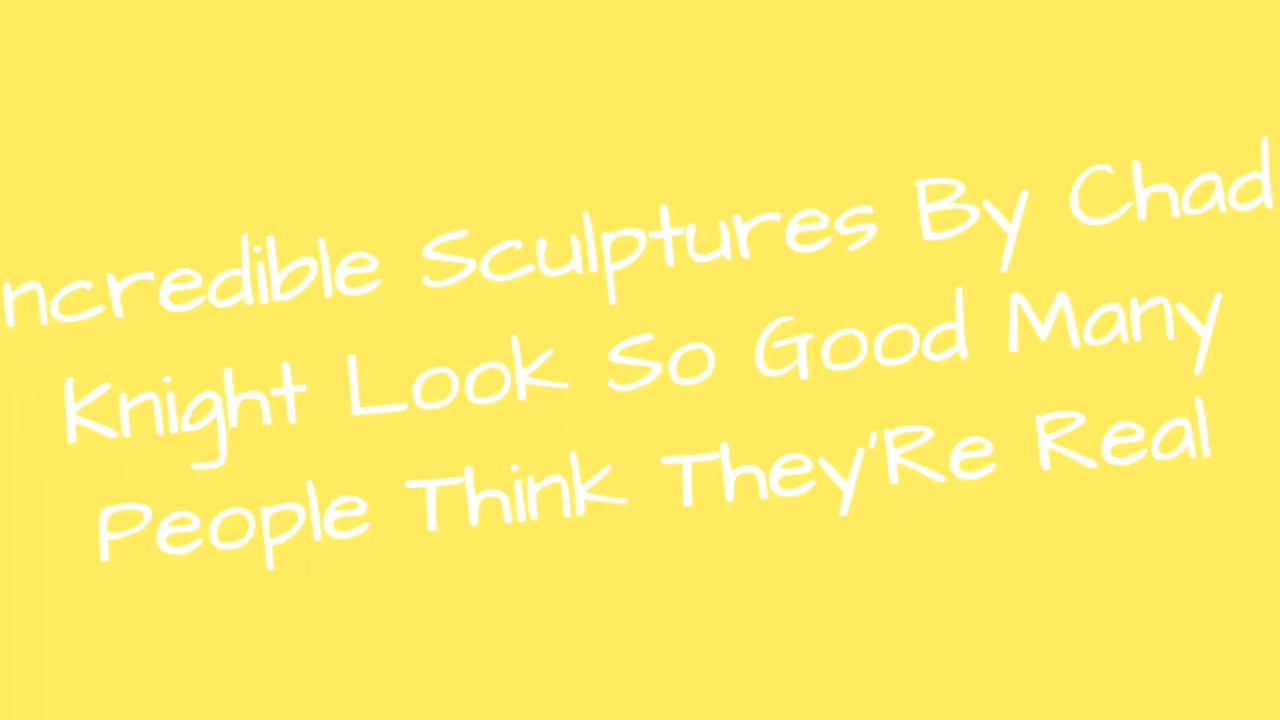 ncredible Sculptures By Chad
Knight Look So Good Many
People Think They'Re Real